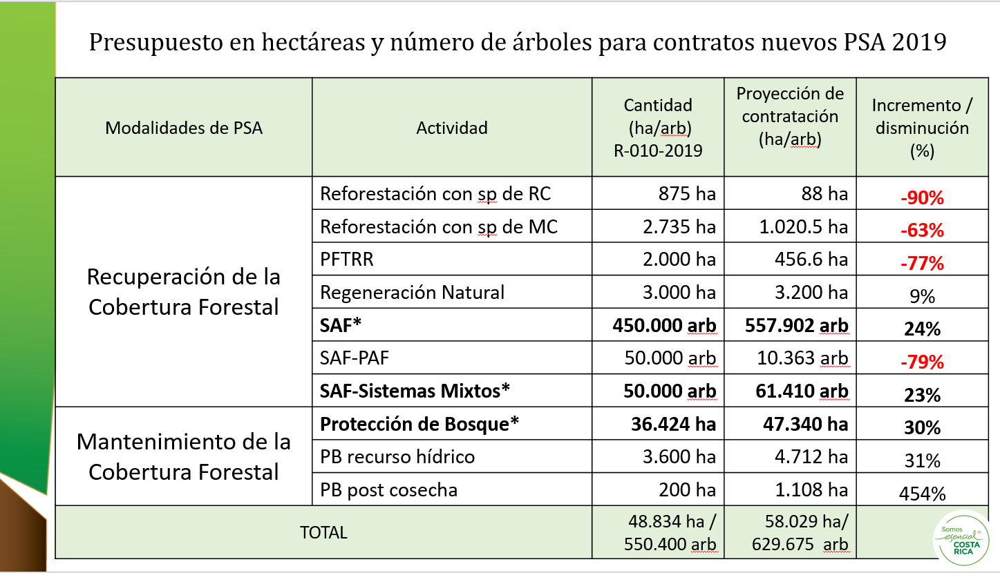 Presupuesto en hectáreas y número de árboles para contratos nuevos PSA 2019
Modalidades de PSA
Actividad
Cantidad
(ha/arb)
R-010-2019
Proyección de
contratación
(ha/arb)
Incremento /
disminución
(%)
Recuperación de la
Cobertura Forestal
Reforestación con sp de RC 875 ha 88 ha -90%
Reforestación con sp de MC 2.735 ha 1.020.5 ha -63%
PFTRR 2.000 ha 456.6 ha -77%
Regeneración Natural 3.000 ha 3.200 ha 9%
SAF* 450.000 arb 557.902 arb 24%
SAF-PAF 50.000 arb 10.363 arb -79%
SAF-Sistemas Mixtos* 50.000 arb 61.410 arb 23%
Mantenimiento de la
Cobertura Forestal
Protección de Bosque* 36.424 ha 47.340 ha 30%
PB recurso hídrico 3.600 ha 4.712 ha 31%
PB post cosecha 200 ha 1.108 ha 454%
TOTAL
48.834 ha /
550.400 arb
58.029 ha/
629.675 arb
Somos
esencial®
COSTA
RICA